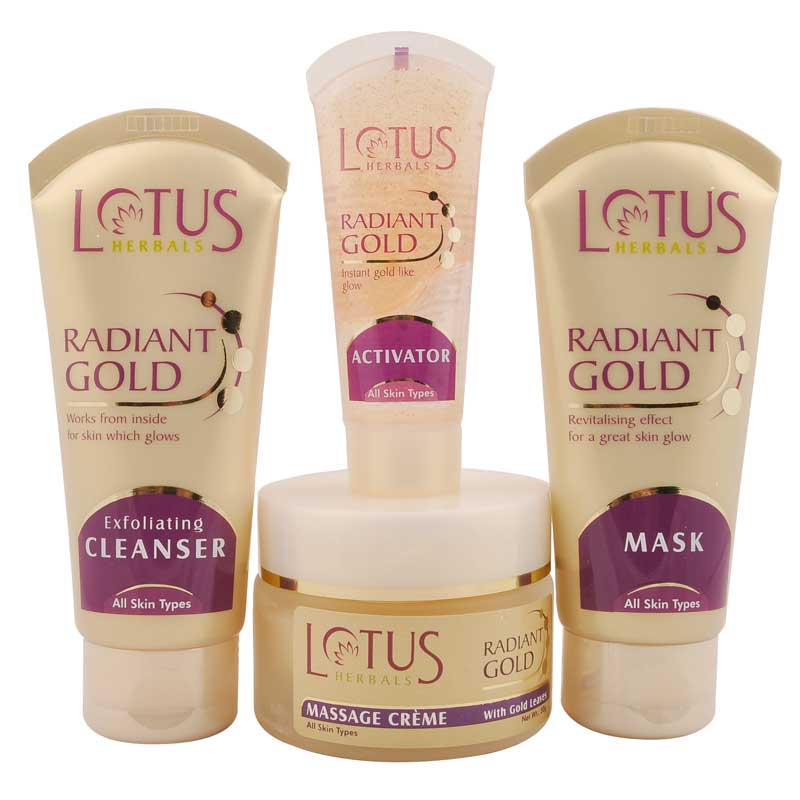 LOTUS
HERBALS
RADIANT
GOLD
Works from inside
for skin which glows
Exfoliating
CLEANSER
All Skin Types
LOTUS
HERBALS
RADIANT
GOLD
Instant gold like
glow
ACTIVATOR
All Skin Types
LOTUS
HERBALS
RADIANT
GOLD
Revitalising effect
for a great skin glow
MASK
All Skin Types
LOTUS
HERBALS
RADIANT
GOLD
MASSAGE CRÈME
With Gold Leaves
All Skin Types
Net Wt.